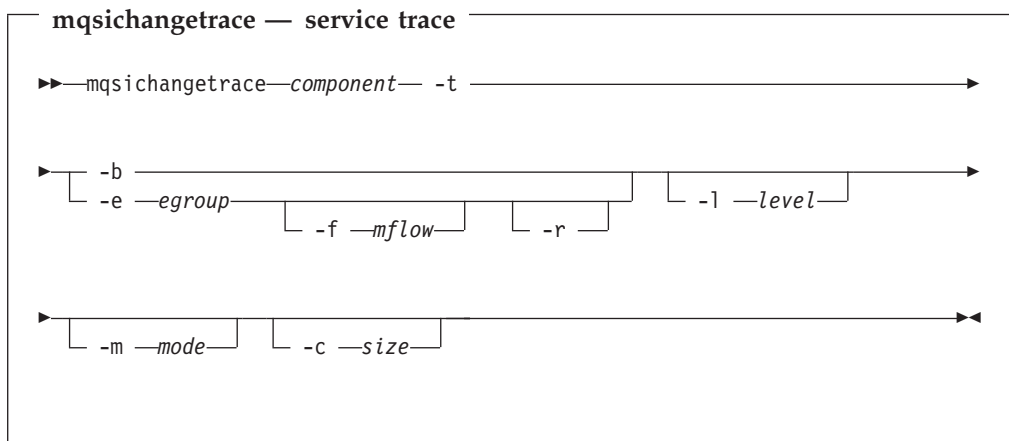 mqsichangetrace — service trace
mqsichangetrace component -t
-b
-e egroup
-f mflow
-r
-l level
-m mode
-c size